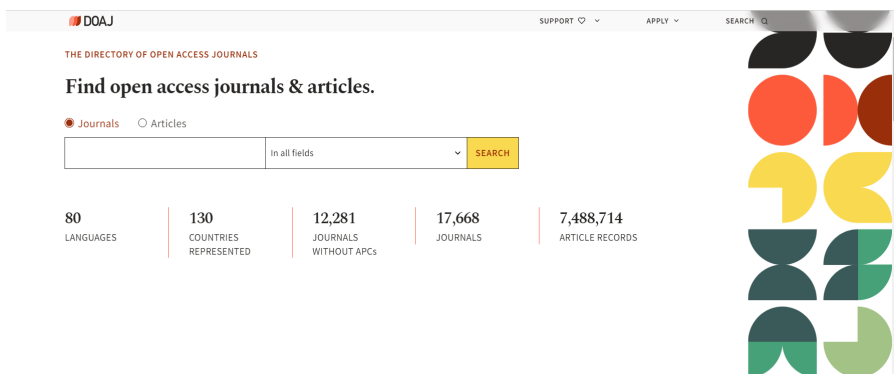 DOAJ
SUPPORT APPLY SEARCH
THE DIRECTORY OF OPEN ACCESS JOURNALS
Find open access journals & articles.
Journals Articles
In all fields SEARCH
80 130 12,281 17,668 7,488,714
LANGUAGES COUNTRIES JOURNALS JOURNALS ARTICLE RECORDS
REPRESENTED WITHOUT APCs